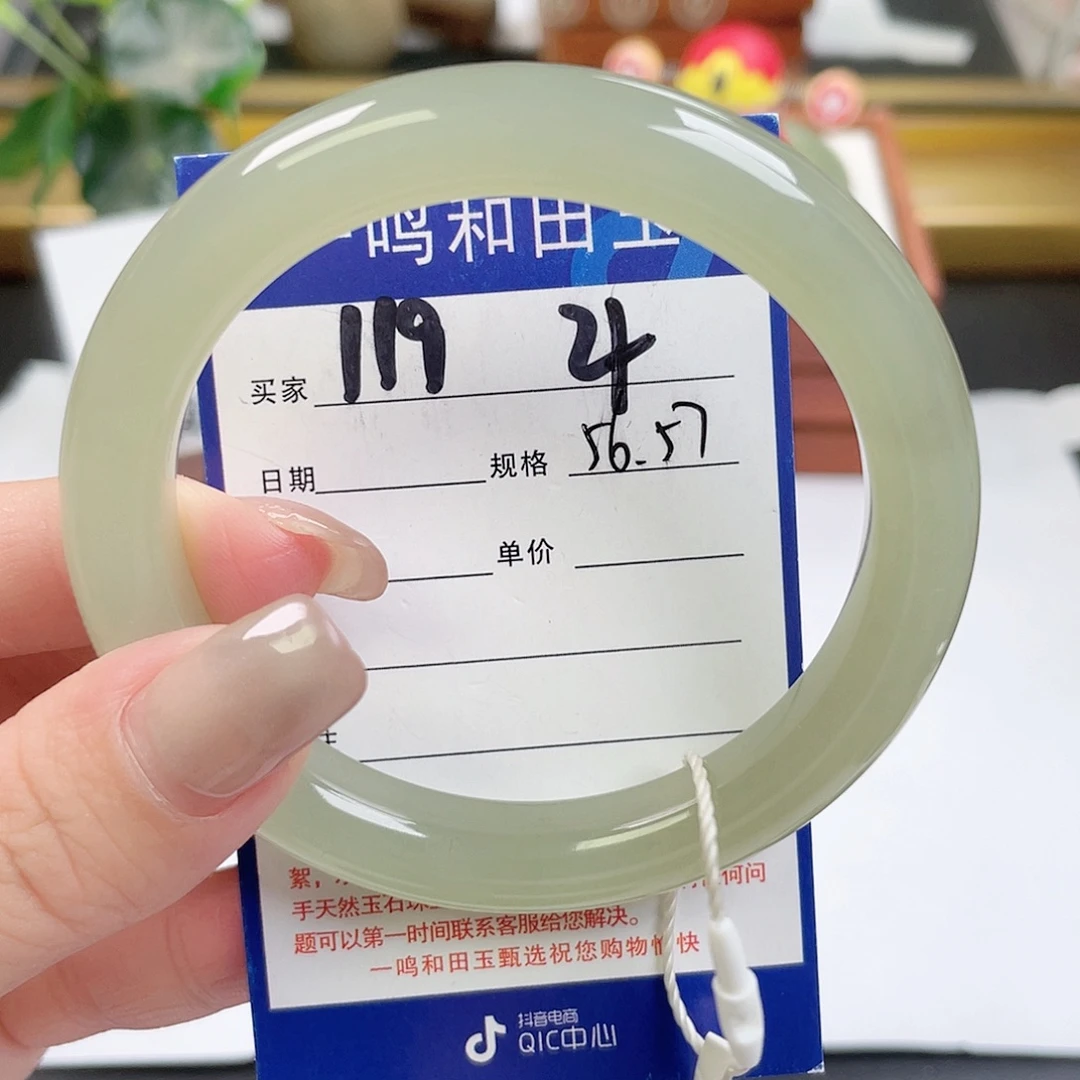 鸣和田玉
买家 119 4
日期 规格 56.57
单价
絮,
手天然玉石珠 何问
题可以第一时间联系客服给您解决。
一鸣和田玉甄选祝您购物愉快
抖音电商
QIC中心